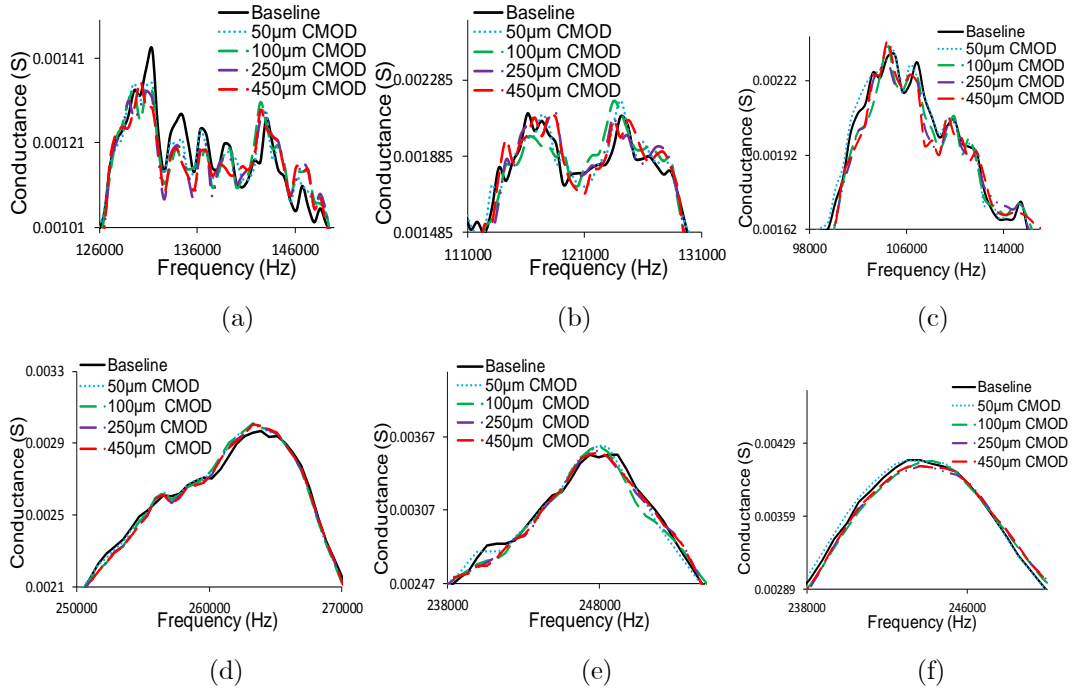 Baseline
50µm CMOD
100µm CMOD
250µm CMOD
450µm CMOD
Conductance (S)
0.00141
0.00121
0.00101
126000
136000
146000
Frequency (Hz)
(a)
Baseline
50µm CMOD
100µm CMOD
250µm CMOD
450µm CMOD
Conductance (S)
0.002285
0.001885
0.001485
111000
121000
131000
Frequency (Hz)
(b)
Baseline
50µm CMOD
100µm CMOD
250µm CMOD
450µm CMOD
Conductance (S)
0.00222
0.00192
0.00162
98000
106000
114000
Frequency (Hz)
(c)
Baseline
50µm CMOD
100µm CMOD
250µm CMOD
450µm CMOD
Conductance (S)
0.0033
0.0029
0.0025
0.0021
250000
260000
270000
Frequency (Hz)
(d)
Baseline
50µm CMOD
100µm CMOD
250µm CMOD
450µm CMOD
Conductance (S)
0.00367
0.00307
0.00247
238000
248000
Frequency (Hz)
(e)
Baseline
50µm CMOD
100µm CMOD
250µm CMOD
450µm CMOD
Conductance (S)
0.00429
0.00359
0.00289
238000
246000
Frequency (Hz)
(f)